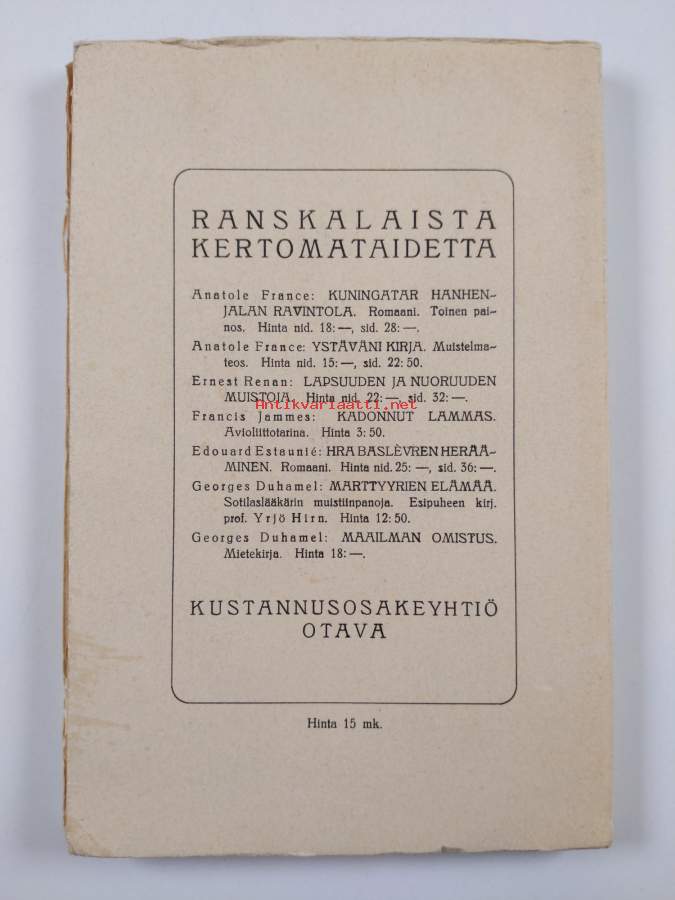 RANSKALAISTA
KERTOMATAIDETTA
Anatole France: KUNINGATAR HANHEN-
JALAN RAVINTOLA. Romaani. Toinen pai-
nos. Hinta nid. 18: —, sid. 28: —.
Anatole France: YSTÄVÄNI KIRJA. Muistelma-
teos. Hinta nid. 15: —, sid. 22: 50.
Ernest Renan: LAPSUUDEN JA NUORUUDEN
MUISTOJA. Hinta nid. 22: —, sid. 32: —.
Antikvariaatti.net
Francis Jammes: KADONNUT LAMMAS.
Avioliittotarina. Hinta 3: 50.
Edouard Estaunié: HRA BASLÈVREN HERÄÄ-
MINEN. Romaani. Hinta nid. 25: —, sid. 36: —.
Georges Duhamel: MARTTYYRIEN ELÄMÄÄ.
Sotilaslääkärin muistiinpanoja. Esipuheen kirj.
prof. Yrjö Hirn. Hinta 12: 50.
Georges Duhamel: MAAILMAN OMISTUS.
Mietekirja. Hinta 18: —.
KUSTANNUSOSAKEYHTIÖ
OTAVA
Hinta 15 mk.